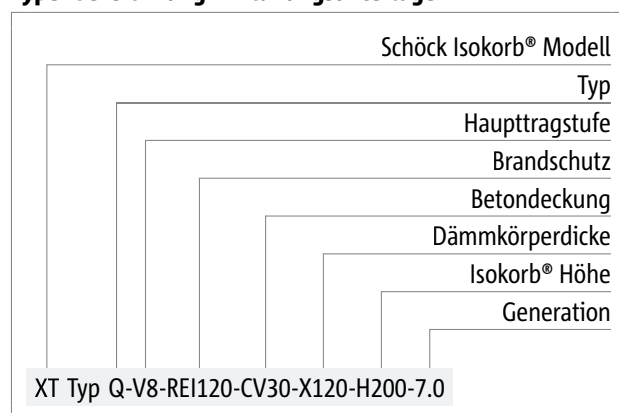 Schöck Isokorb® Modell
Typ
Haupttragstufe
Brandschutz
Betondeckung
Dämmkörperdicke
Isokorb® Höhe
Generation
XT Typ Q-V8-REI120-CV30-X120-H200-7.0